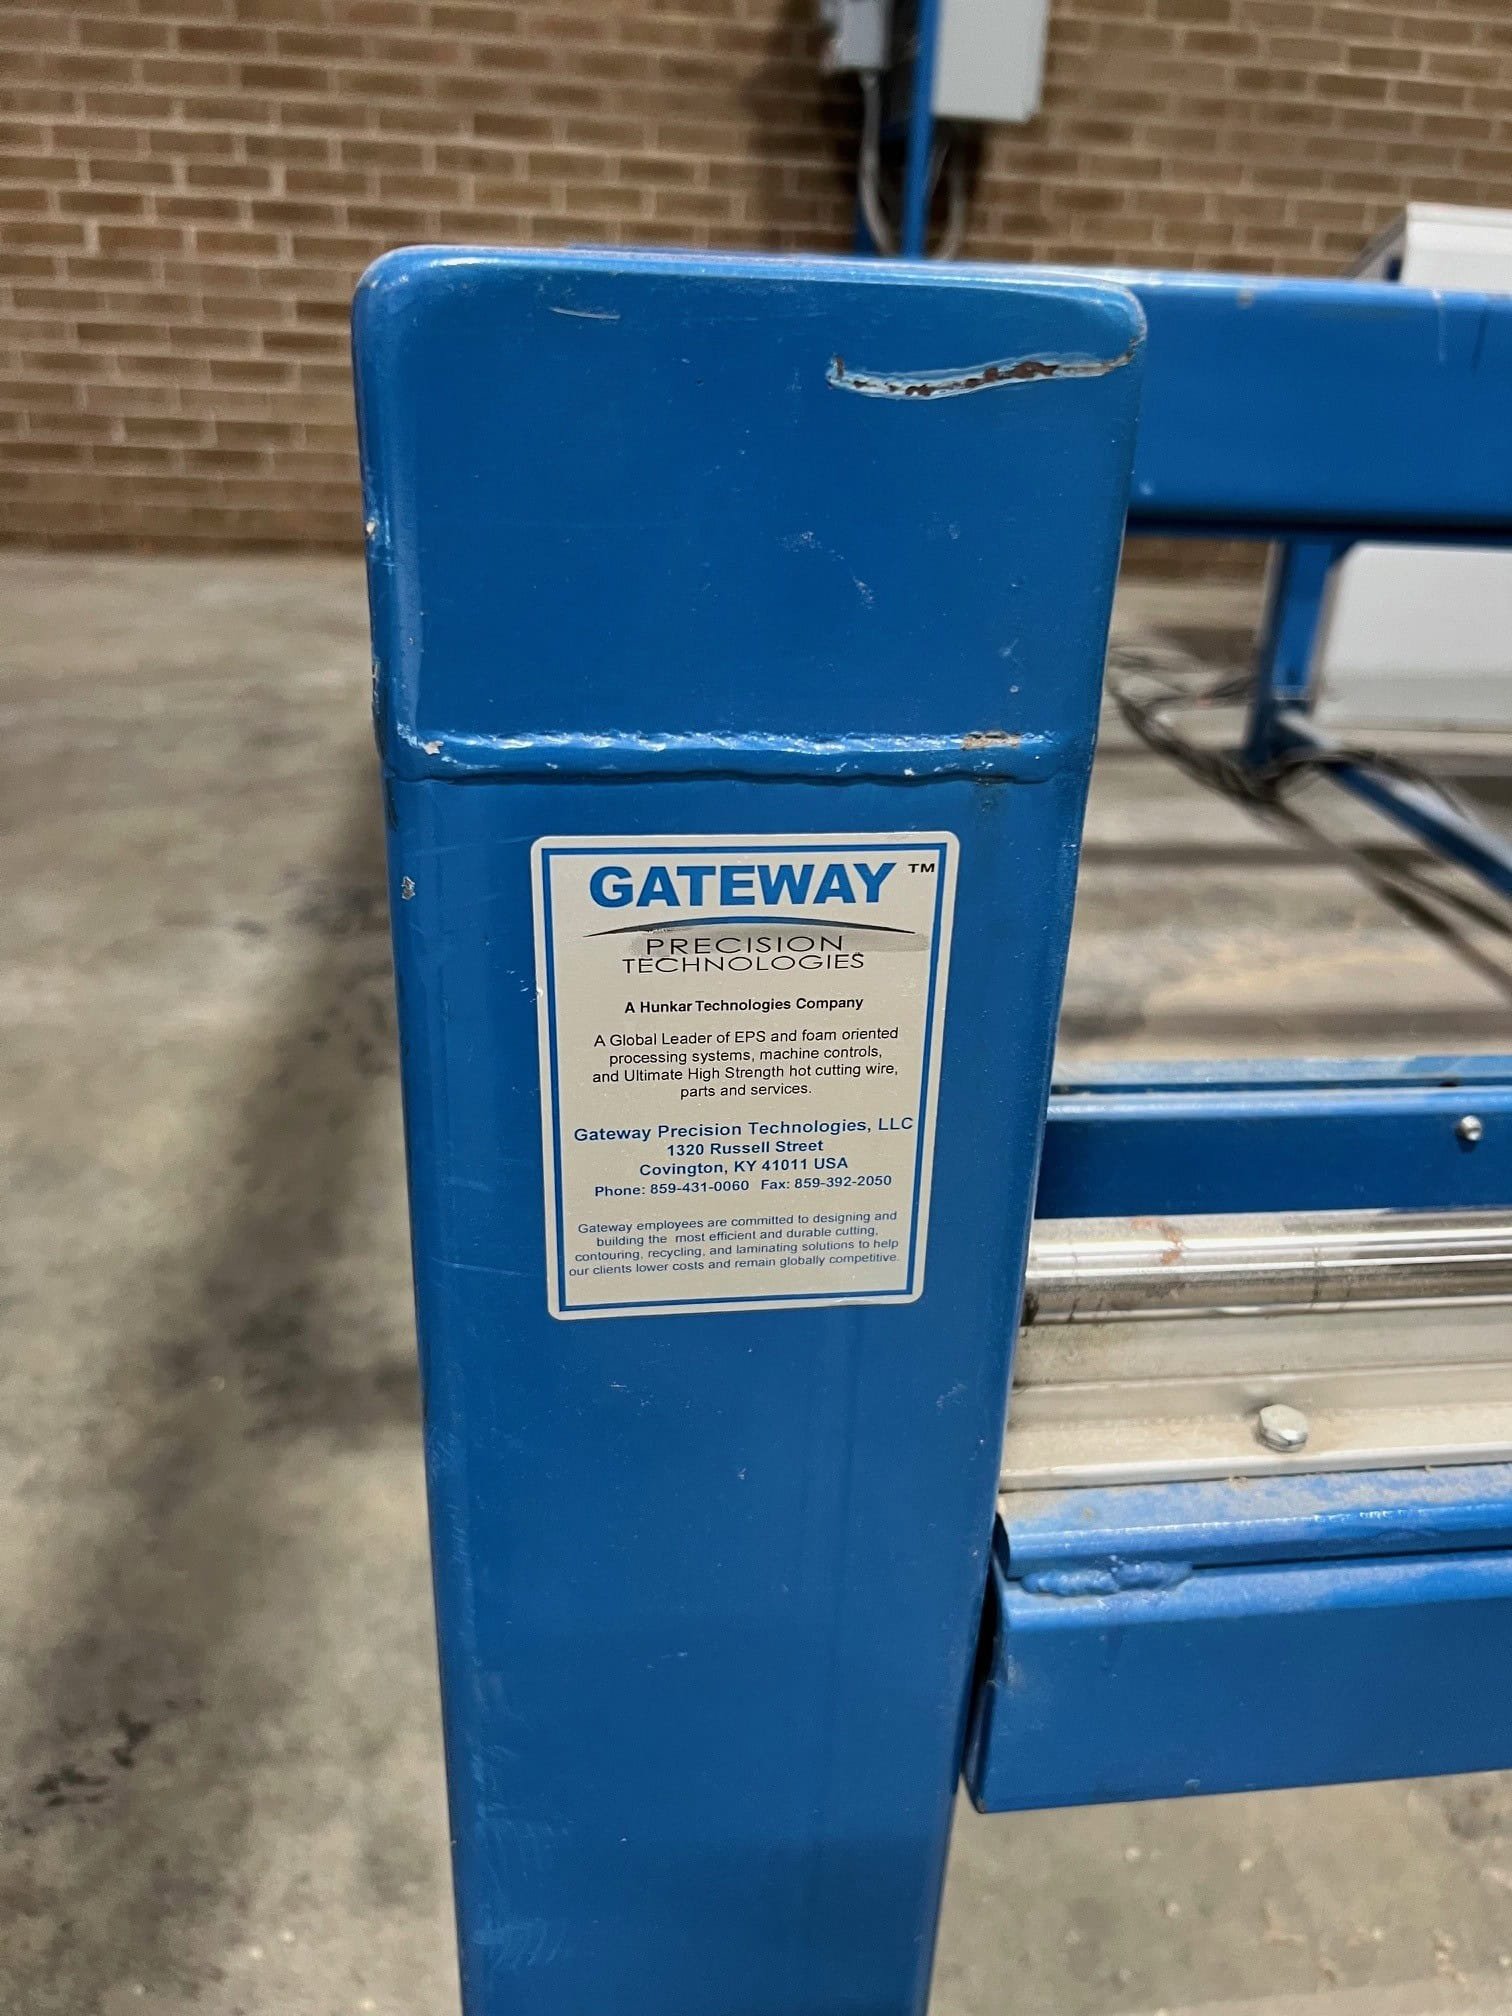 GATEWAY ™
PRECISION
TECHNOLOGIES
A Hunkar Technologies Company
A Global Leader of EPS and foam oriented
processing systems, machine controls,
and Ultimate High Strength hot cutting wire,
parts and services.
Gateway Precision Technologies, LLC
1320 Russell Street
Covington, KY 41011 USA
Phone: 859-431-0060 Fax: 859-392-2050
Gateway employees are committed to designing and
building the most efficient and durable cutting,
contouring, recycling, and laminating solutions to help
our clients lower costs and remain globally competitive.